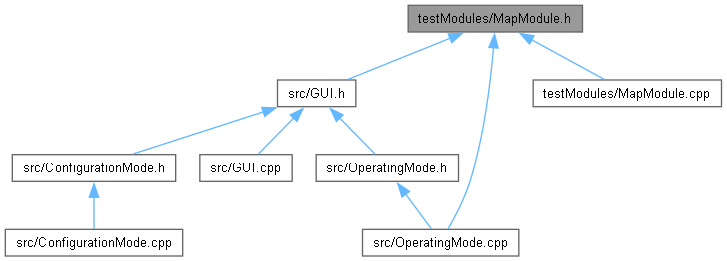 testModules/MapModule.h
src/GUI.h
testModules/MapModule.cpp
src/ConfigurationMode.h
src/GUI.cpp
src/OperatingMode.h
src/ConfigurationMode.cpp
src/OperatingMode.cpp